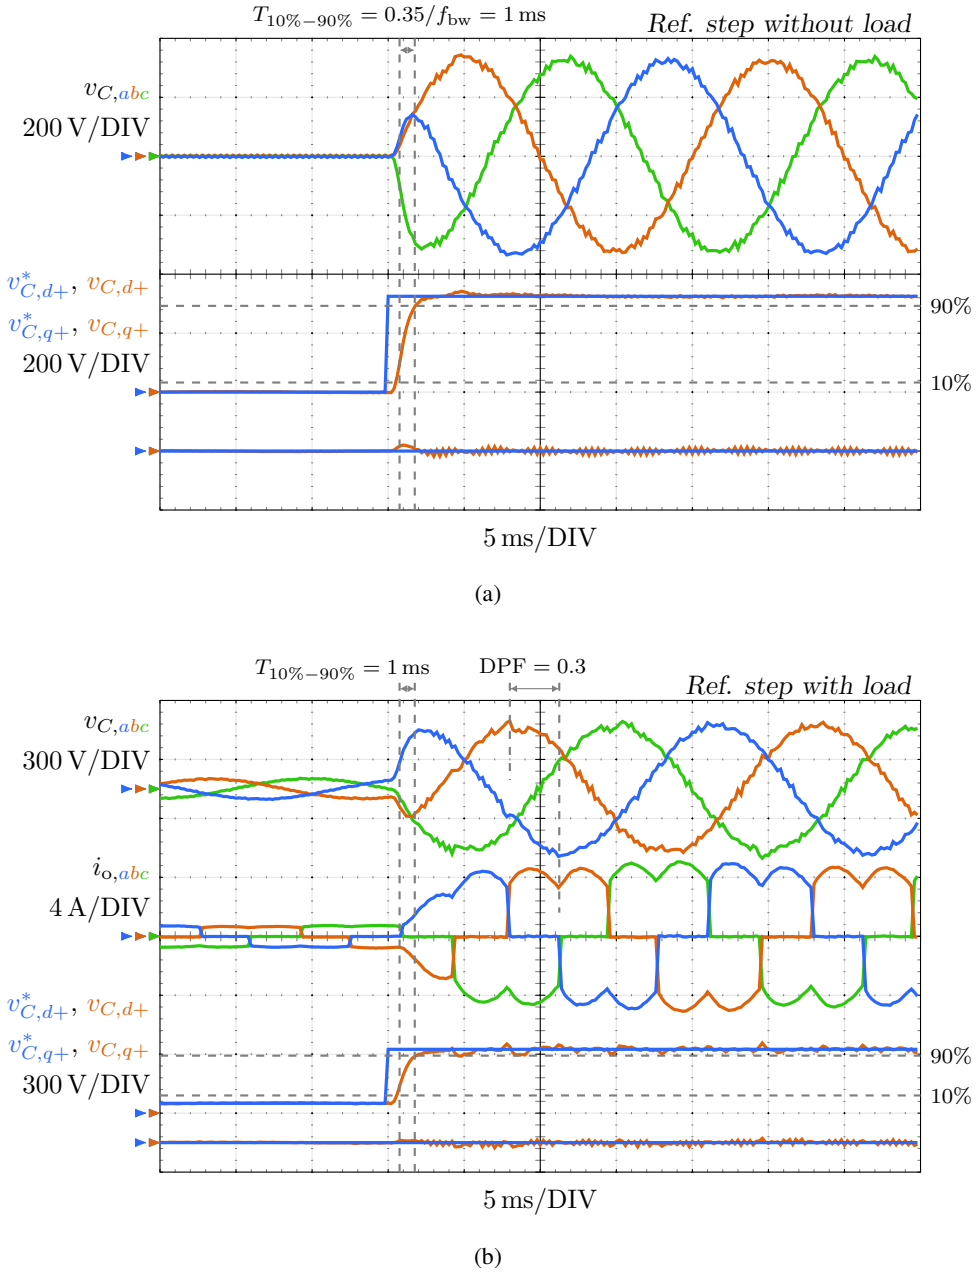 T10%−90% = 0.35/fbw = 1 ms
Ref. step without load
vC,abc
200 V/DIV
v*C,d+, vC,d+
90%
v*C,q+, vC,q+
200 V/DIV
10%
5 ms/DIV
(a)
T10%−90% = 1 ms
DPF = 0.3
Ref. step with load
vC,abc
300 V/DIV
io,abc
4 A/DIV
v*C,d+, vC,d+
v*C,q+, vC,q+
90%
300 V/DIV
10%
5 ms/DIV
(b)